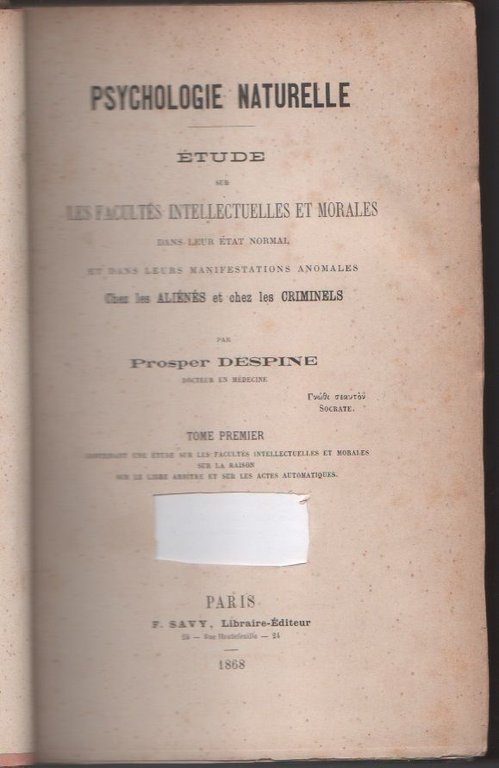 PSYCHOLOGIE NATURELLE
ÉTUDE
SUR
LES FACULTÉS INTELLECTUELLES ET MORALES
DANS LEUR ÉTAT NORMAL
ET DANS LEURS MANIFESTATIONS ANOMALES
Chez les ALIÉNÉS et chez les CRIMINELS
PAR
Prosper DESPINE
DOCTEUR EN MÉDECINE
Γνῶθι σεαυτὸν
SOCRATE.
TOME PREMIER
CONTENANT UNE ÉTUDE SUR LES FACULTÉS INTELLECTUELLES ET MORALES
SUR LA RAISON
SUR LE LIBRE ARBITRE ET SUR LES ACTES AUTOMATIQUES.
PARIS
F. SAVY, Libraire-Éditeur
24 — Rue Hautefeuille — 24
1868